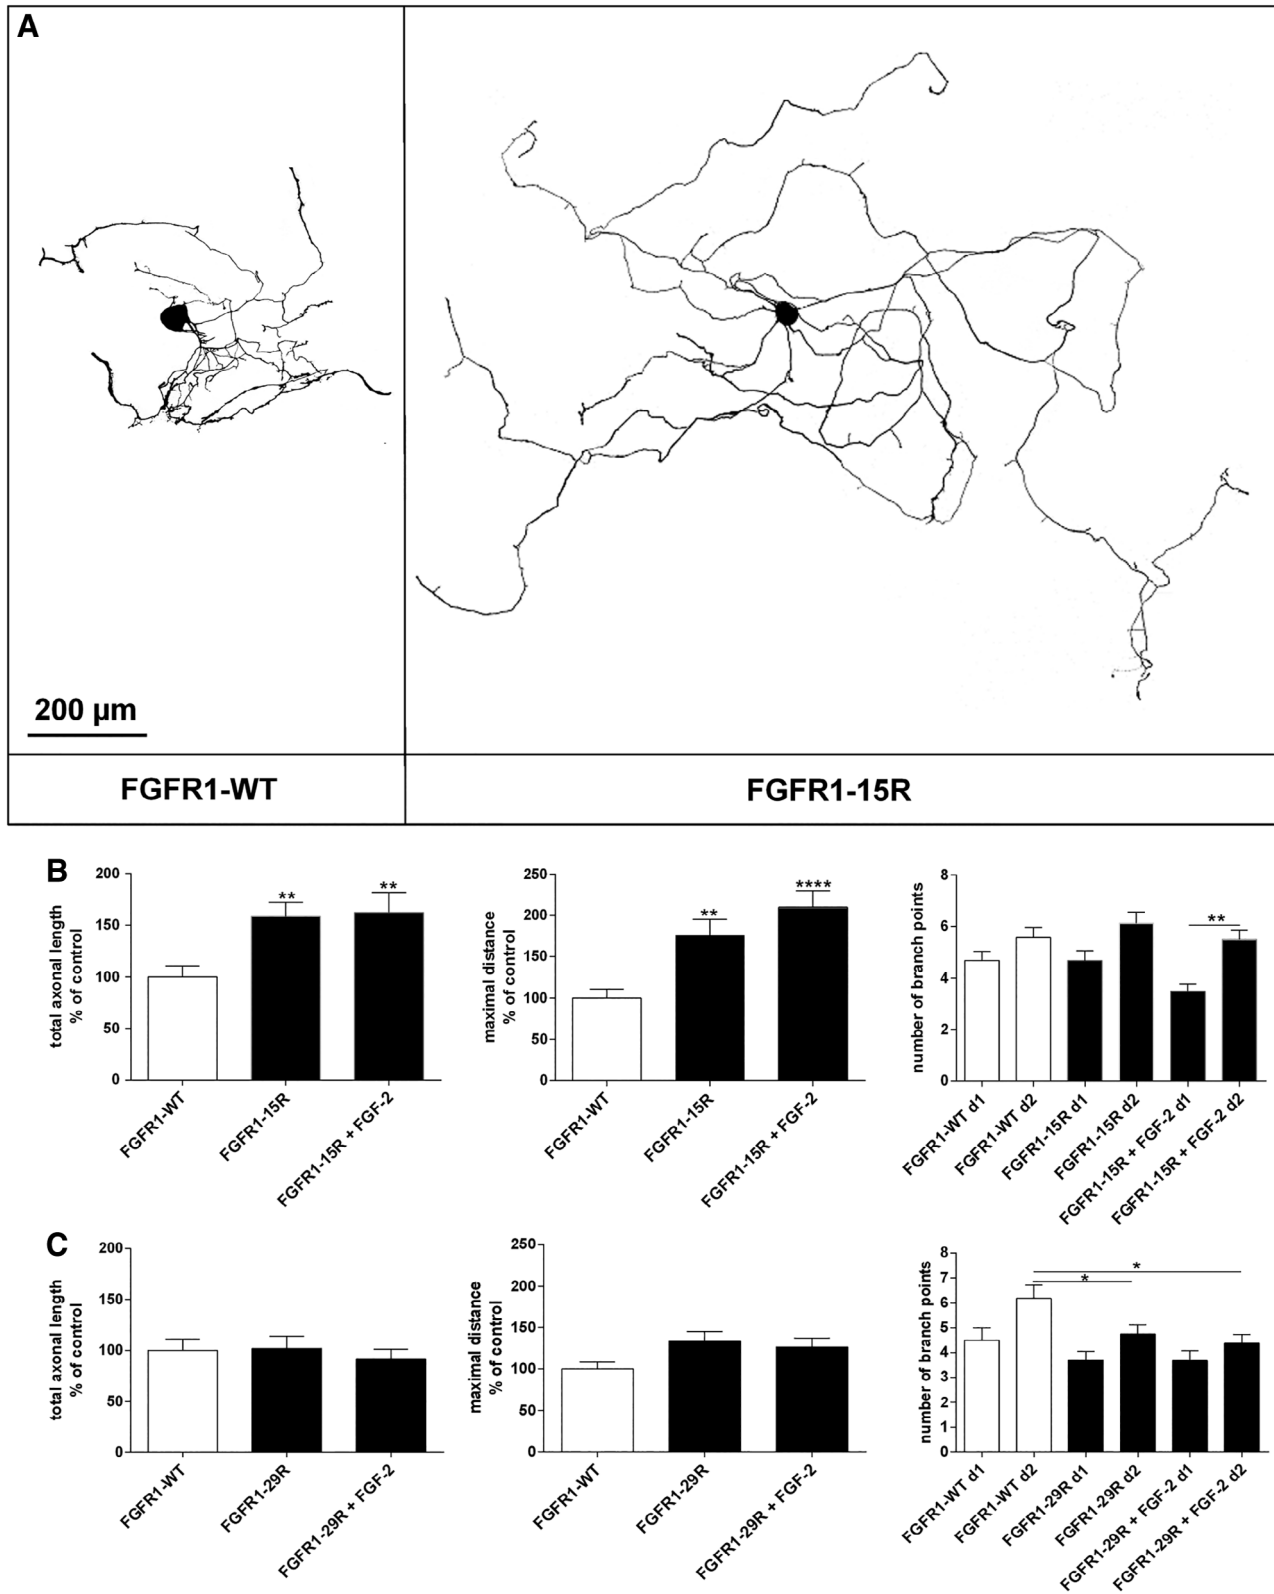 A
200 µm
FGFR1-WT
FGFR1-15R
B
total axonal length
% of control
200
150
100
50
0
FGFR1-WT
FGFR1-15R
FGFR1-15R + FGF-2
**
**
maximal distance
% of control
250
200
150
100
50
0
FGFR1-WT
FGFR1-15R
FGFR1-15R + FGF-2
**
****
number of branch points
8
6
4
2
0
FGFR1-WT d1
FGFR1-WT d2
FGFR1-15R d1
FGFR1-15R d2
FGFR1-15R + FGF-2 d1
FGFR1-15R + FGF-2 d2
**
C
total axonal length
% of control
200
150
100
50
0
FGFR1-WT
FGFR1-29R
FGFR1-29R + FGF-2
maximal distance
% of control
250
200
150
100
50
0
FGFR1-WT
FGFR1-29R
FGFR1-29R + FGF-2
number of branch points
8
7
6
5
4
3
2
1
0
FGFR1-WT d1
FGFR1-WT d2
FGFR1-29R d1
FGFR1-29R d2
FGFR1-29R + FGF-2 d1
FGFR1-29R + FGF-2 d2
*
*